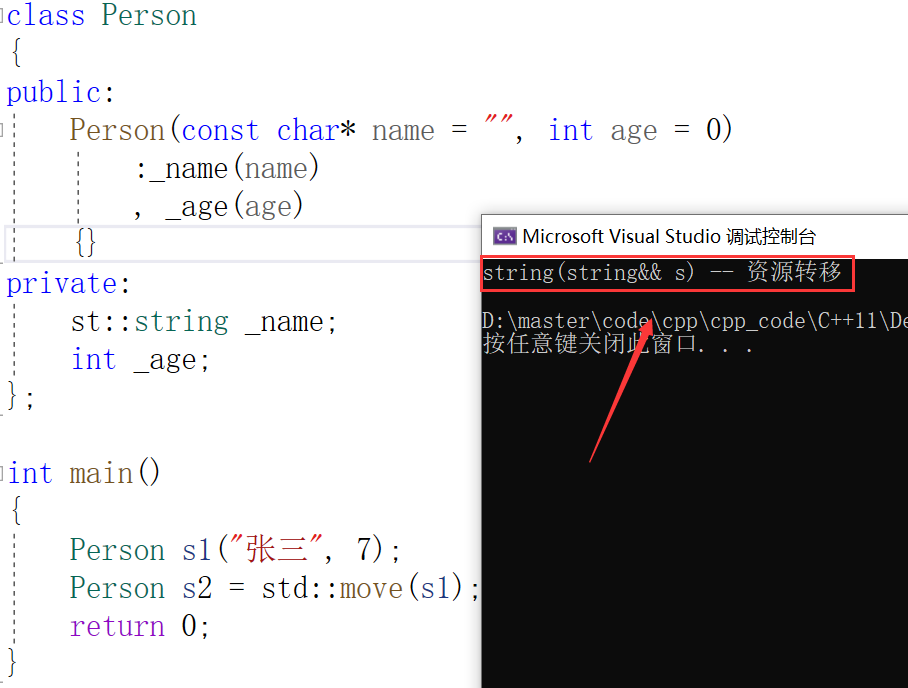 class Person
{
public:
Person(const char* name = "", int age = 0)
:_name(name)
, _age(age)
{}
private:
st::string _name;
int _age;
};
int main()
{
Person s1("张三", 7);
Person s2 = std::move(s1);
return 0;
}
Microsoft Visual Studio 调试控制台
string(string&& s) -- 资源转移
D:\master\code\cpp\cpp_code\C++11\De
按任意键关闭此窗口. . .